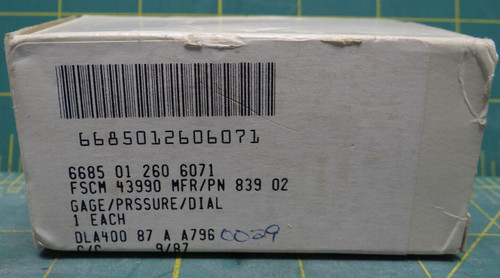 6685012606071
6685 01 260 6071
FSCM 43990 MFR/PN 839 02
GAGE/PRSSURE/DIAL
1 EACH
DLA400 87 A A796 0029
C/C 9/87